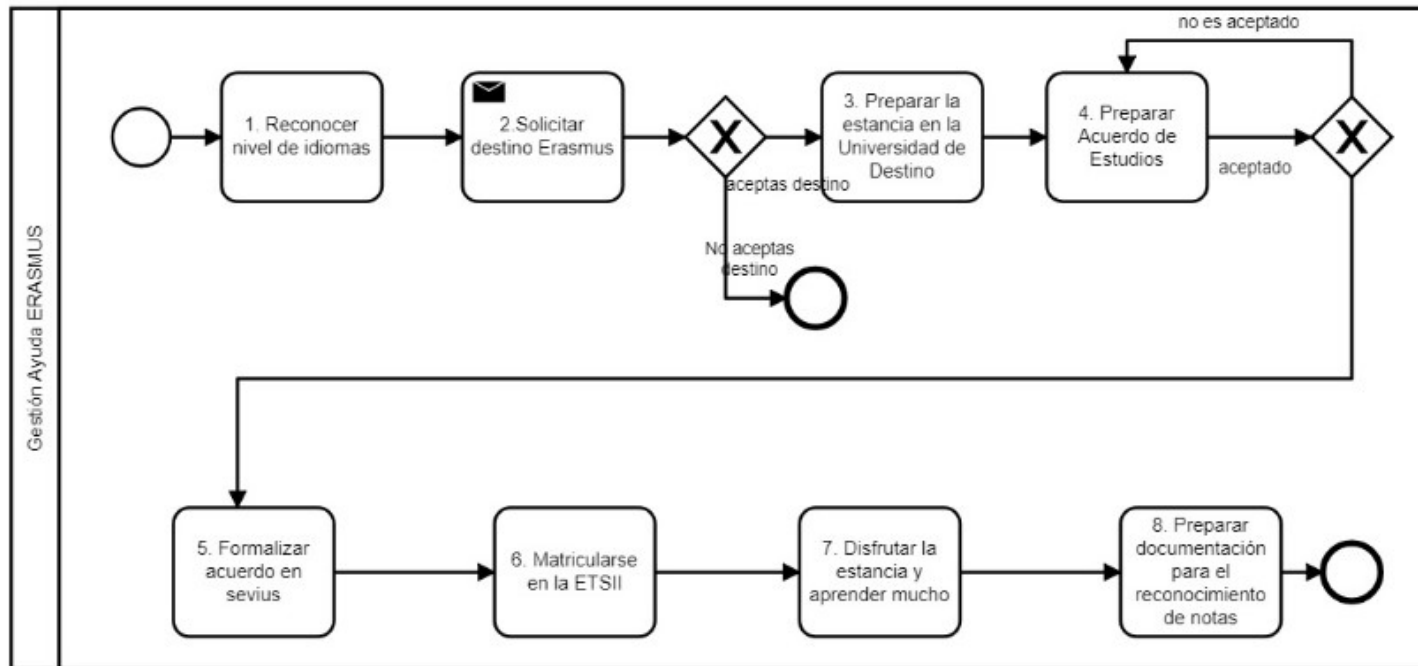 Gestión Ayuda ERASMUS
1. Reconocer
nivel de idiomas
2.Solicitar
destino Erasmus
aceptas destino
No aceptas
destino
3. Preparar la
estancia en la
Universidad de
Destino
4. Preparar
Acuerdo de
Estudios
no es aceptado
aceptado
5. Formalizar
acuerdo en
sevius
6. Matricularse
en la ETSII
7. Disfrutar la
estancia y
aprender mucho
8. Preparar
documentación
para el
reconocimiento
de notas